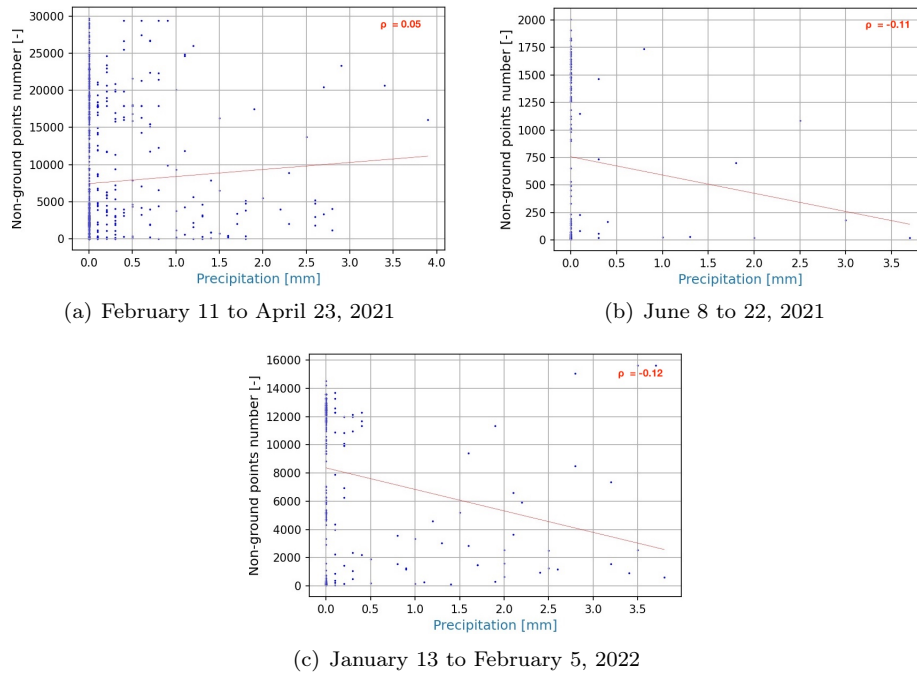 30000
25000
20000
15000
10000
5000
0
Non-ground points number [-]
ρ = 0.05
0.0 0.5 1.0 1.5 2.0 2.5 3.0 3.5 4.0
Precipitation [mm]
(a) February 11 to April 23, 2021
2000
1750
1500
1250
1000
750
500
250
0
Non-ground points number [-]
ρ = -0.11
0.0 0.5 1.0 1.5 2.0 2.5 3.0 3.5
Precipitation [mm]
(b) June 8 to 22, 2021
16000
14000
12000
10000
8000
6000
4000
2000
0
Non-ground points number [-]
ρ = -0.12
0.0 0.5 1.0 1.5 2.0 2.5 3.0 3.5
Precipitation [mm]
(c) January 13 to February 5, 2022